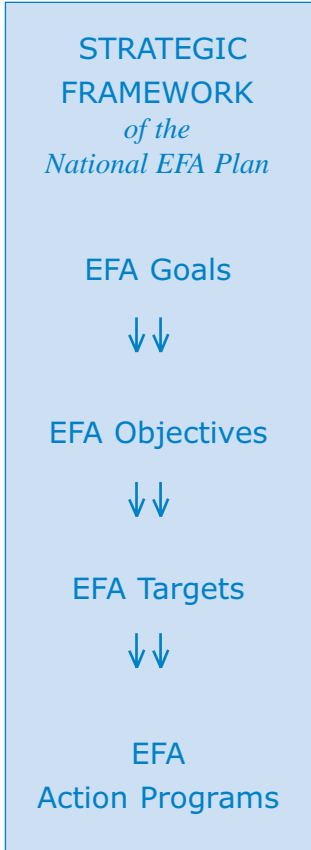 STRATEGIC
FRAMEWORK
of the
National EFA Plan
EFA Goals
EFA Objectives
EFA Targets
EFA
Action Programs